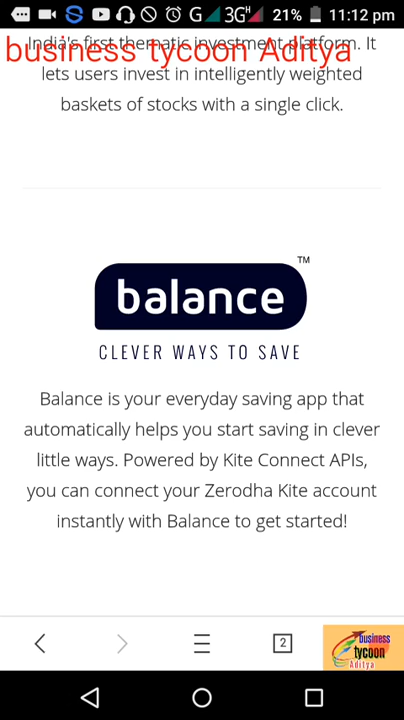 G 3G H 21% 11:12 pm
India's first thematic investment platform. It
business tycoon Aditya
lets users invest in intelligently weighted
baskets of stocks with a single click.
balance
TM
CLEVER WAYS TO SAVE
Balance is your everyday saving app that
automatically helps you start saving in clever
little ways. Powered by Kite Connect APIs,
you can connect your Zerodha Kite account
instantly with Balance to get started!
2
business
tycoon
Aditya